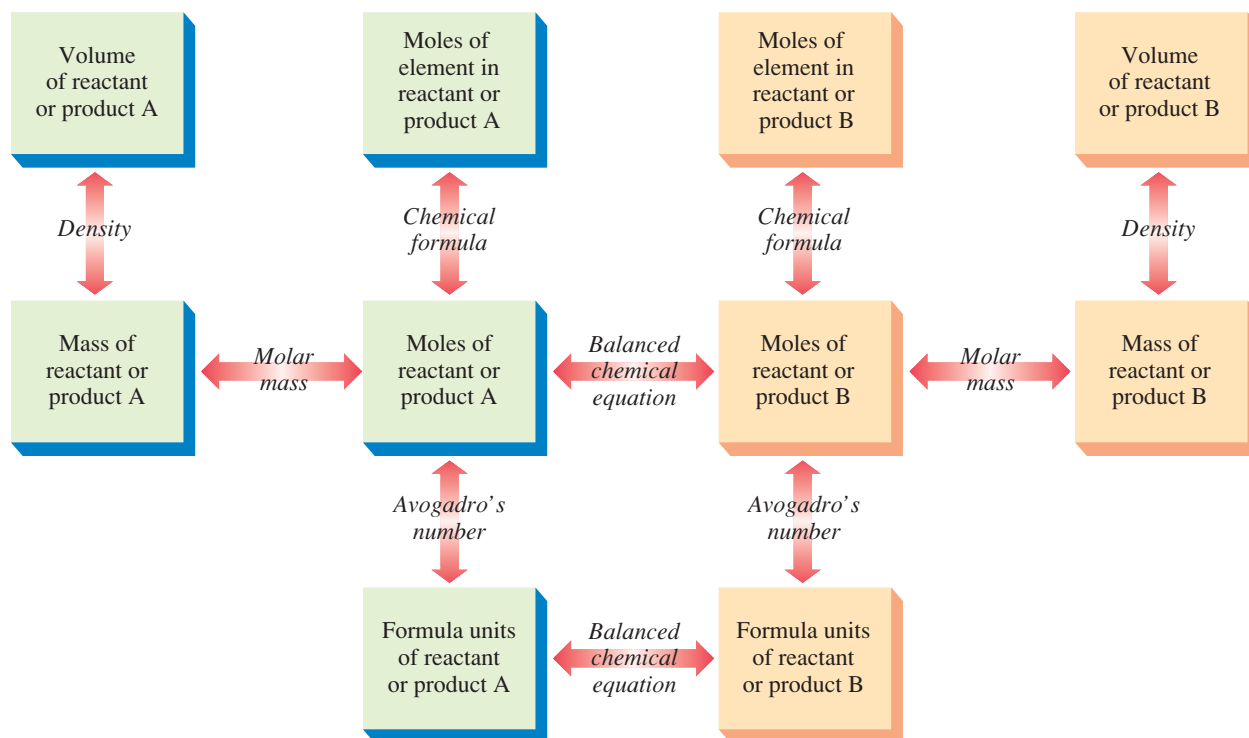 Volume
of reactant
or product A
Moles of
element in
reactant or
product A
Moles of
element in
reactant or
product B
Volume
of reactant
or product B
Density
Chemical
formula
Chemical
formula
Density
Mass of
reactant or
product A
Molar
mass
Moles of
reactant or
product A
Balanced
chemical
equation
Moles of
reactant or
product B
Molar
mass
Mass of
reactant or
product B
Avogadro’s
number
Avogadro’s
number
Formula units
of reactant
or product A
Balanced
chemical
equation
Formula units
of reactant
or product B